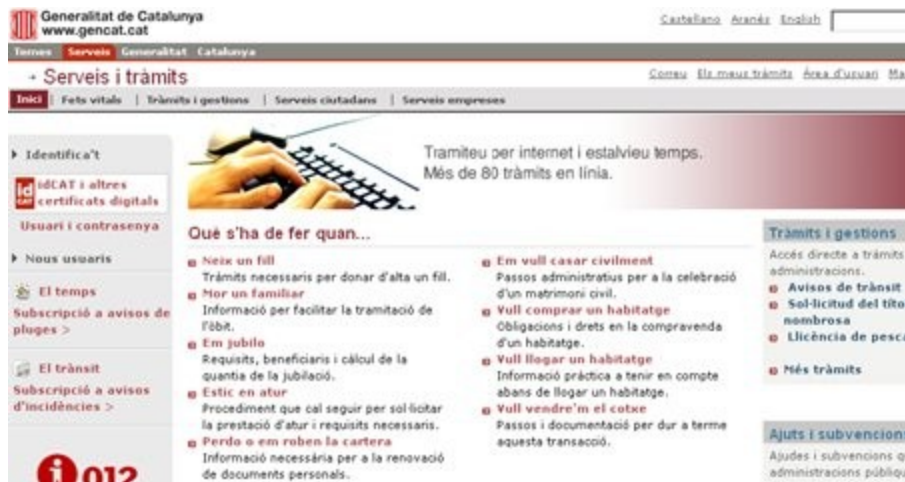 Generalitat de Catalunya
www.gencat.cat
Castellano Aranés English
Temes Serveis Generalitat Catalunya
Serveis i tràmits
Correu Els meus tràmits Àrea d'usuari
Inici | Fets vitals | Tràmits i gestions | Serveis ciutadans | Serveis empreses
Identifica't
idCAT i altres
certificats digitals
Usuari i contrasenya
Nous usuaris
El temps
Subscripció a avisos de
pluges >
El trànsit
Subscripció a avisos
d'incidències >
012
Tramiteu per internet i estalvieu temps.
Més de 80 tràmits en línia.
Què s'ha de fer quan...
Neix un fill
Tràmits necessaris per donar d'alta un fill.
Mor un familiar
Informació per facilitar la tramitació de
l'òbit.
Em jubilo
Requisits, beneficiaris i càlcul de la
quantia de la jubilació.
Estic en atur
Procediment que cal seguir per sol·licitar
la prestació d'atur i requisits necessaris.
Perdo o em roben la cartera
Informació necessària per a la renovació
de documents personals.
Em vull casar civilment
Passos administratius per a la celebració
d'un matrimoni civil.
Vull comprar un habitatge
Obligacions i drets en la compravenda
d'un habitatge.
Vull llogar un habitatge
Informació pràctica a tenir en compte
abans de llogar un habitatge.
Vull vendre'm el cotxe
Passos i documentació per dur a terme
aquesta transacció.
Tràmits i gestions
Accés directe a tràmits
administracions.
Avisos de trànsit
Sol·licitud del títo
nombrosa
Llicència de pesca
Més tràmits
Ajuts i subvencions
Ajudes i subvencions q
administracions públiqu